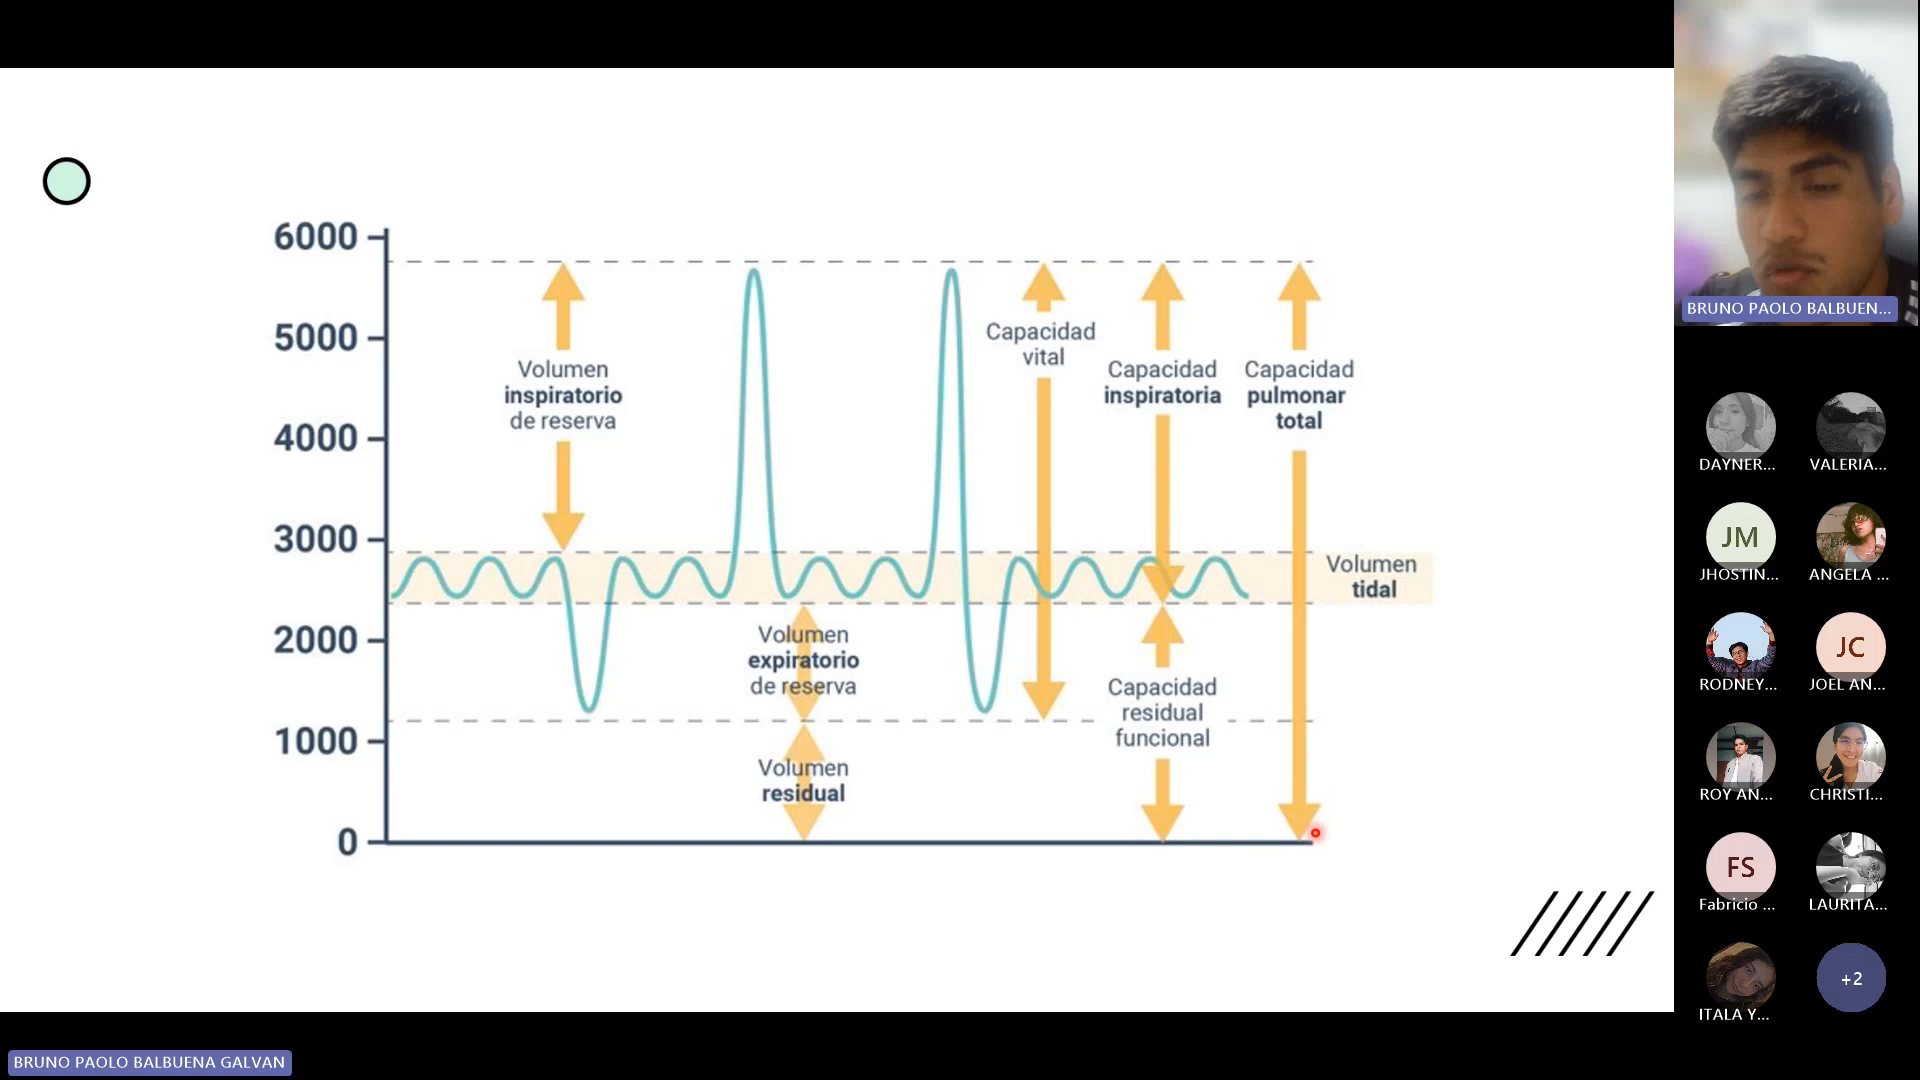 6000
5000
4000
3000
2000
1000
0
Volumen
inspiratorio
de reserva
Capacidad
vital
Capacidad
inspiratoria
Capacidad
pulmonar
total
Volumen
tidal
Volumen
expiratorio
de reserva
Capacidad
residual
funcional
Volumen
residual
BRUNO PAOLO BALBUEN...
DAYNER...
VALERIA...
JM
JHOSTIN...
ANGELA ...
RODNEY...
JC
JOEL AN...
ROY AN...
CHRISTI...
FS
Fabricio ...
LAURITA...
ITALA Y...
+2
BRUNO PAOLO BALBUENA GALVAN